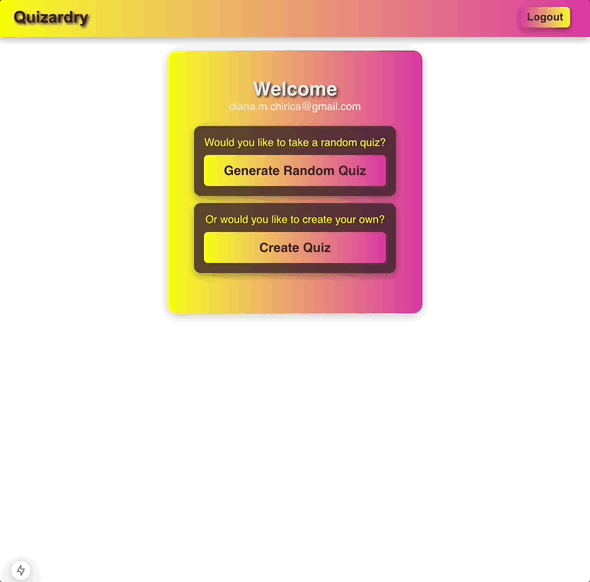 Quizardry
Logout
Welcome
diana.m.chirica@gmail.com
Would you like to take a random quiz?
Generate Random Quiz
Or would you like to create your own?
Create Quiz